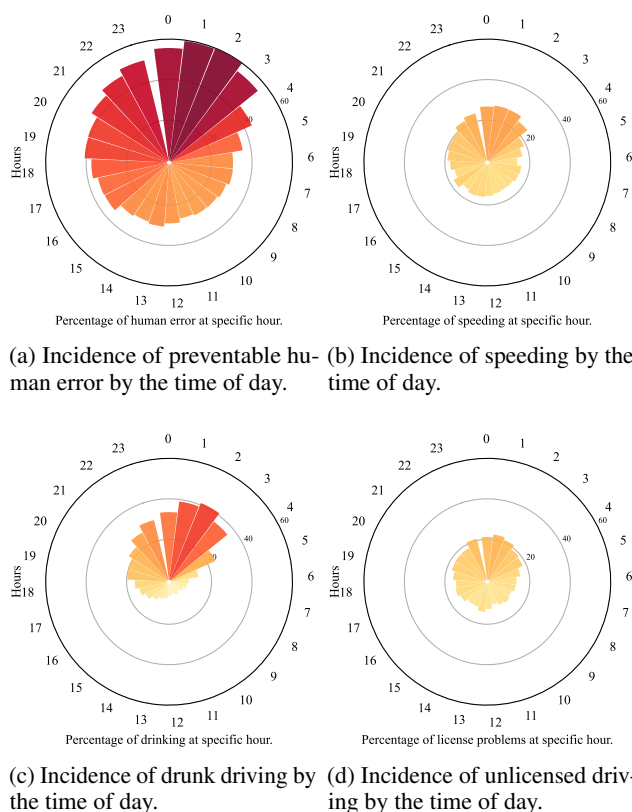 0
23 1
22 2
21 3
20 4
60
19 40 5
20
Hours
18 6
17 7
16 8
15 9
14 10
13 12 11
Percentage of human error at specific hour.
(a) Incidence of preventable hu-
man error by the time of day.
0
23 1
22 2
21 3
20 4
60
19 40 5
20
Hours
18 6
17 7
16 8
15 9
14 10
13 12 11
Percentage of speeding at specific hour.
(b) Incidence of speeding by the
time of day.
0
23 1
22 2
21 3
20 4
60
19 40 5
20
Hours
18 6
17 7
16 8
15 9
14 10
13 12 11
Percentage of drinking at specific hour.
(c) Incidence of drunk driving by
the time of day.
0
23 1
22 2
21 3
20 4
60
19 40 5
20
Hours
18 6
17 7
16 8
15 9
14 10
13 12 11
Percentage of license problems at specific hour.
(d) Incidence of unlicensed driv-
ing by the time of day.